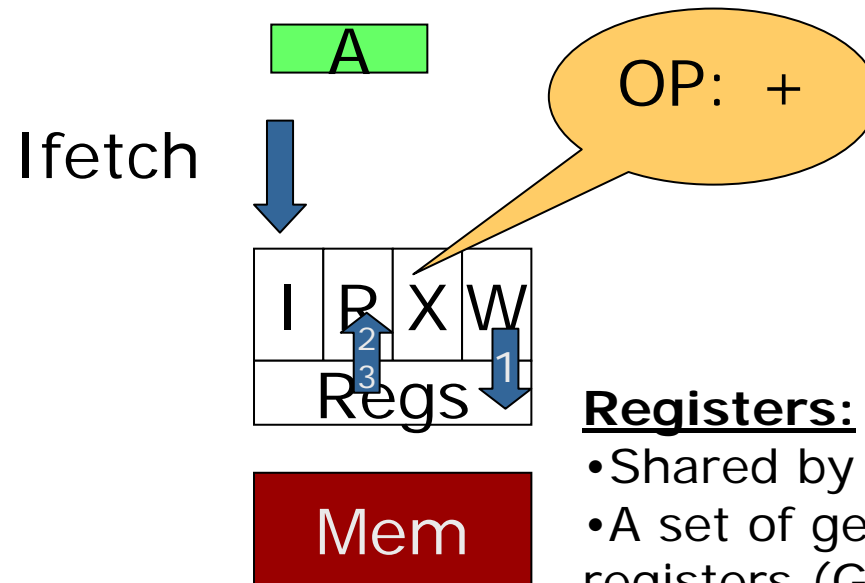 A
OP: +
Ifetch
I R X W
2
3
1
Regs
Registers:
•Shared by
•A set of ge
Mem
registers (G